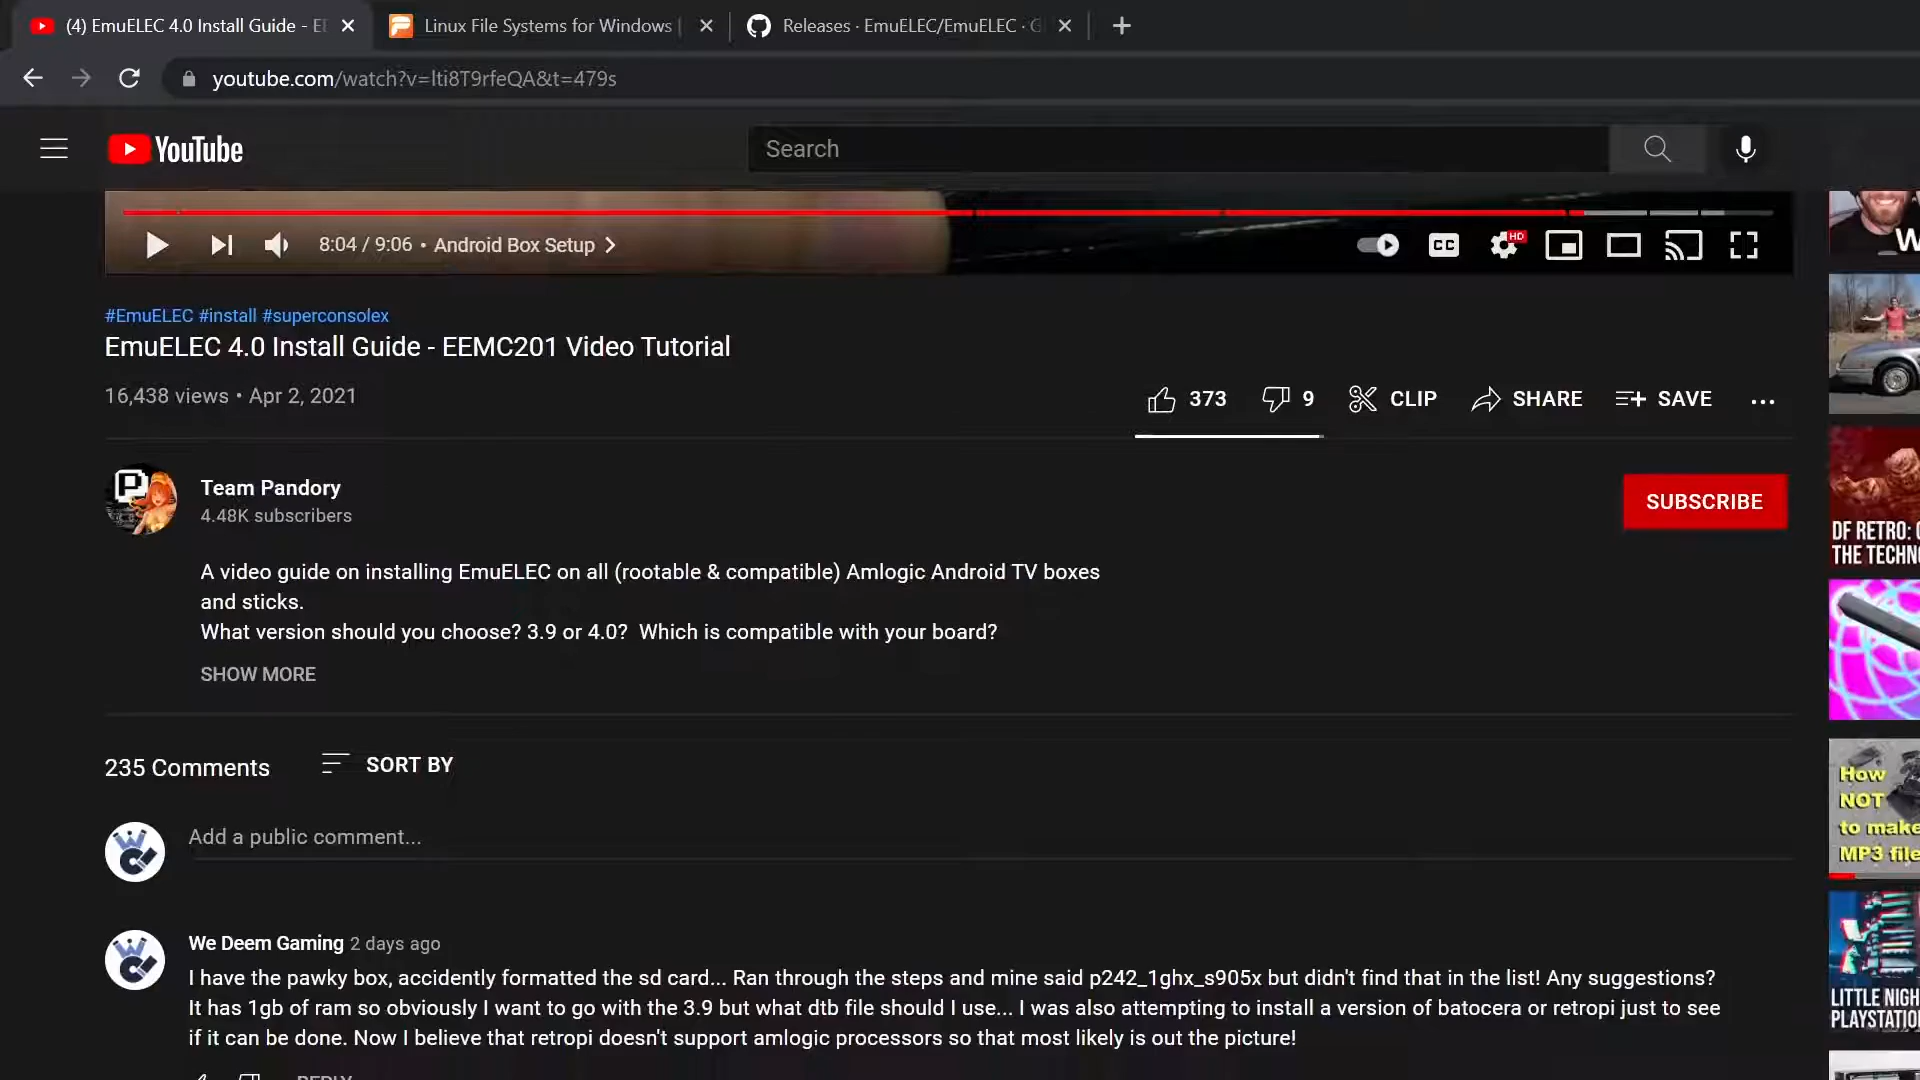 (4) EmuELEC 4.0 Install Guide - EE
Linux File Systems for Windows |
Releases · EmuELEC/EmuELEC · G
youtube.com/watch?v=lti8T9rfeQA&t=479s
YouTube
Search
8:04 / 9:06 • Android Box Setup
CC
HD
#EmuELEC #install #superconsolex
EmuELEC 4.0 Install Guide - EEMC201 Video Tutorial
16,438 views • Apr 2, 2021
373
9
CLIP
SHARE
SAVE
Team Pandory
4.48K subscribers
SUBSCRIBE
A video guide on installing EmuELEC on all (rootable & compatible) Amlogic Android TV boxes
and sticks.
What version should you choose? 3.9 or 4.0? Which is compatible with your board?
SHOW MORE
235 Comments
SORT BY
Add a public comment...
We Deem Gaming 2 days ago
I have the pawky box, accidently formatted the sd card... Ran through the steps and mine said p242_1ghx_s905x but didn't find that in the list! Any suggestions?
It has 1gb of ram so obviously I want to go with the 3.9 but what dtb file should I use... I was also attempting to install a version of batocera or retropi just to see
if it can be done. Now I believe that retropi doesn't support amlogic processors so that most likely is out the picture!
REPLY
W
DF RETRO:
THE TECHN
How
NOT
to make
MP3 file
LITTLE NIGH
PLAYSTATIO